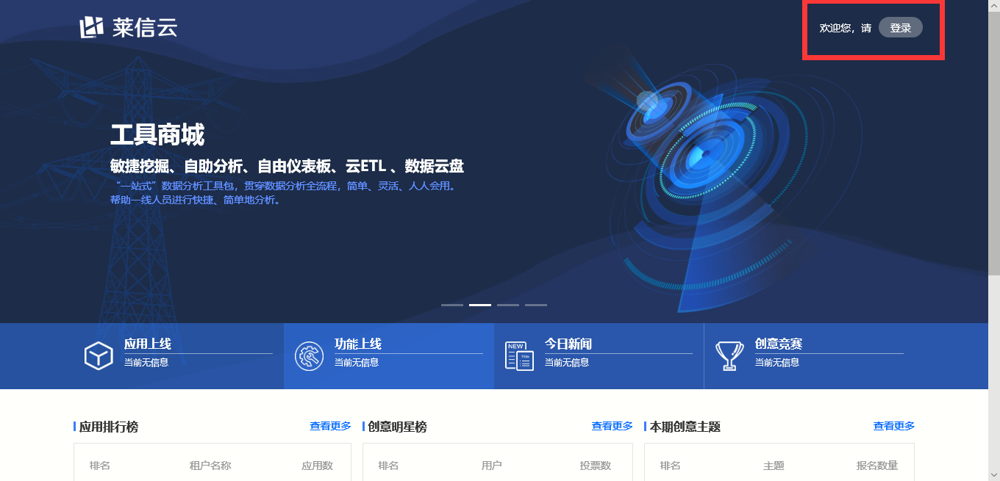 莱信云
欢迎您，请 登录
工具商城
敏捷挖掘、自助分析、自由仪表板、云ETL 、数据云盘
“一站式”数据分析工具包，贯穿数据分析全流程，简单、灵活、人人会用。
帮助一线人员进行快捷、简单地分析。
应用上线
当前无信息
功能上线
当前无信息
NEW
Title
今日新闻
当前无信息
创意竞赛
当前无信息
应用排行榜 查看更多
创意明星榜 查看更多
本期创意主题 查看更多
排名 租户名称 应用数
排名 用户 投票数
排名 主题 报名数量